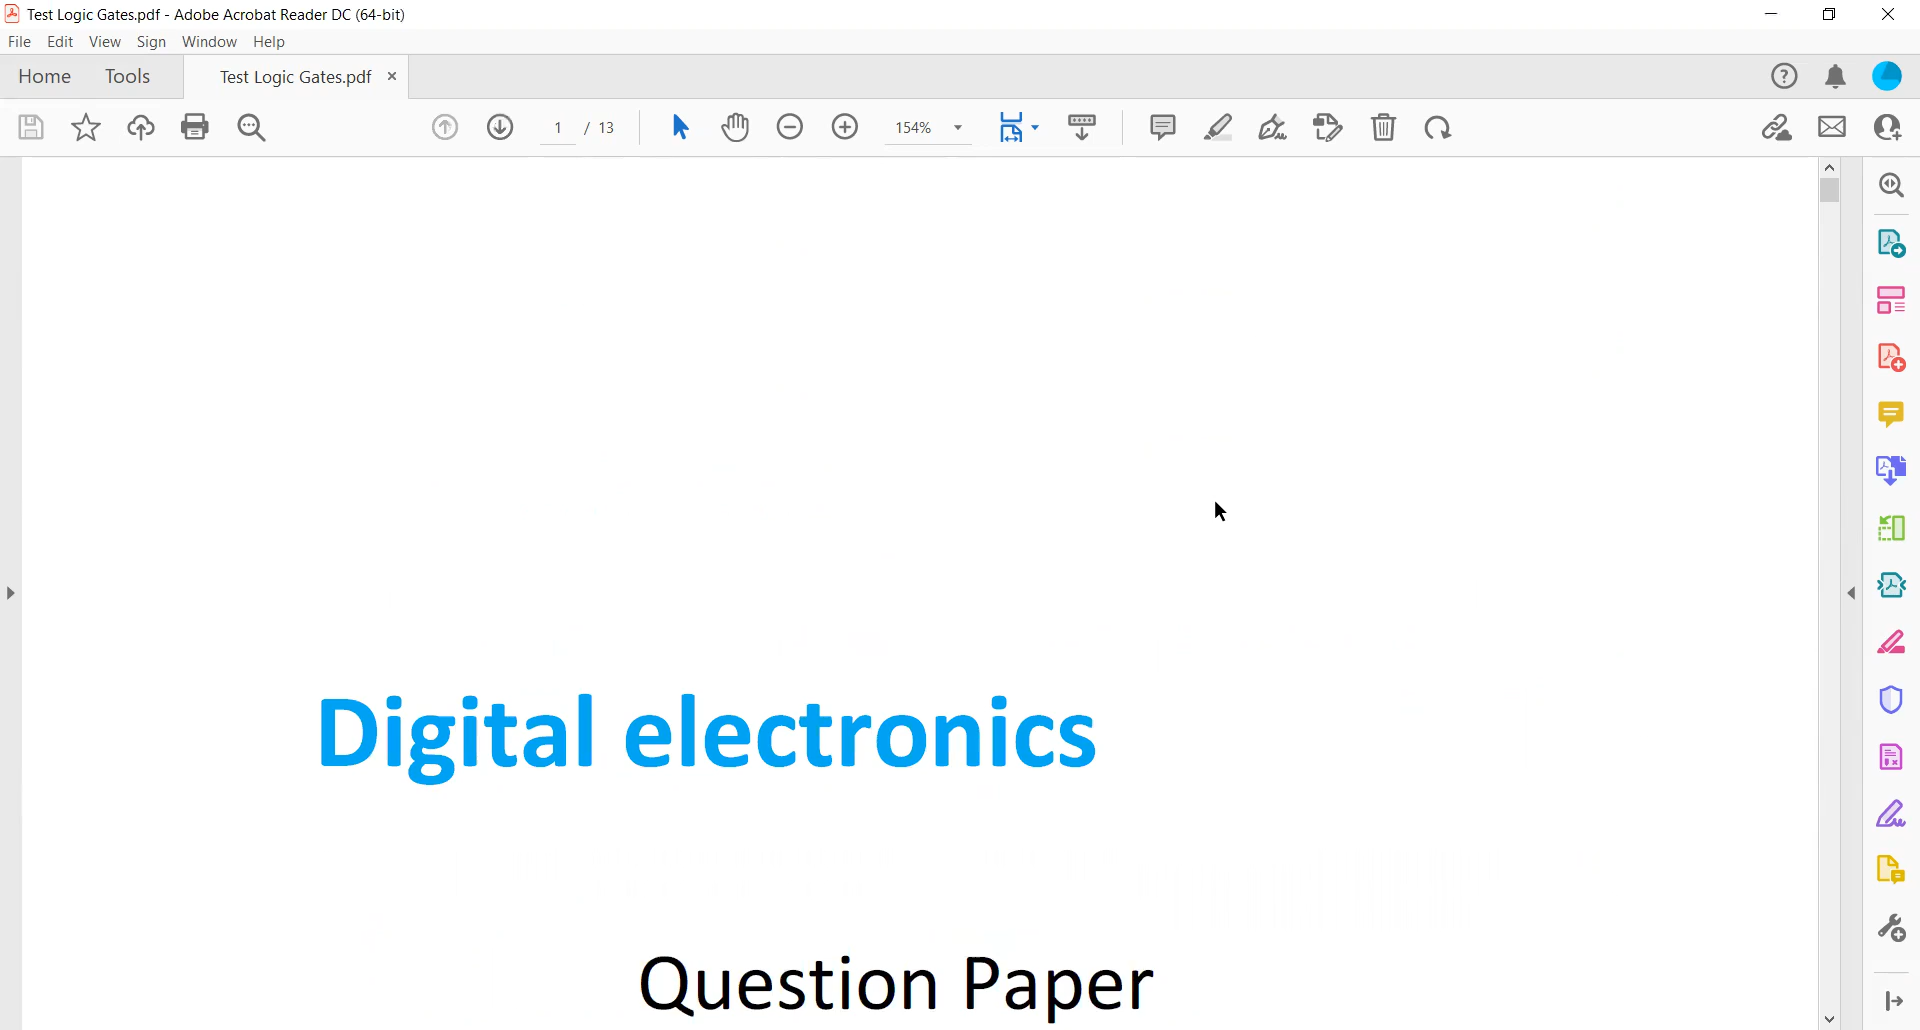 Test Logic Gates.pdf - Adobe Acrobat Reader DC (64-bit)
File Edit View Sign Window Help
Home Tools Test Logic Gates.pdf ×
1 / 13 154%
Digital electronics
Question Paper